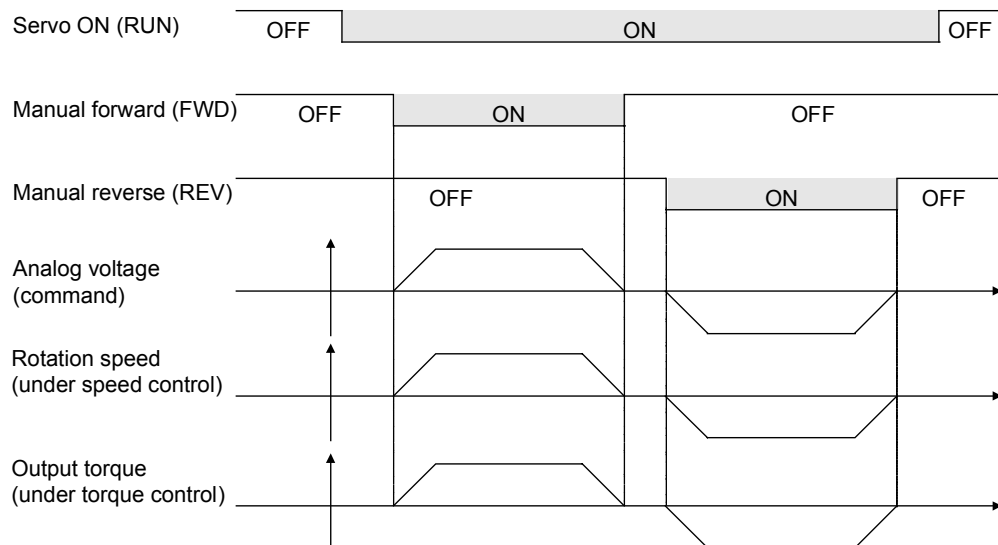 Servo ON (RUN) OFF ON OFF
Manual forward (FWD) OFF ON OFF
Manual reverse (REV) OFF ON OFF
Analog voltage
(command)
Rotation speed
(under speed control)
Output torque
(under torque control)